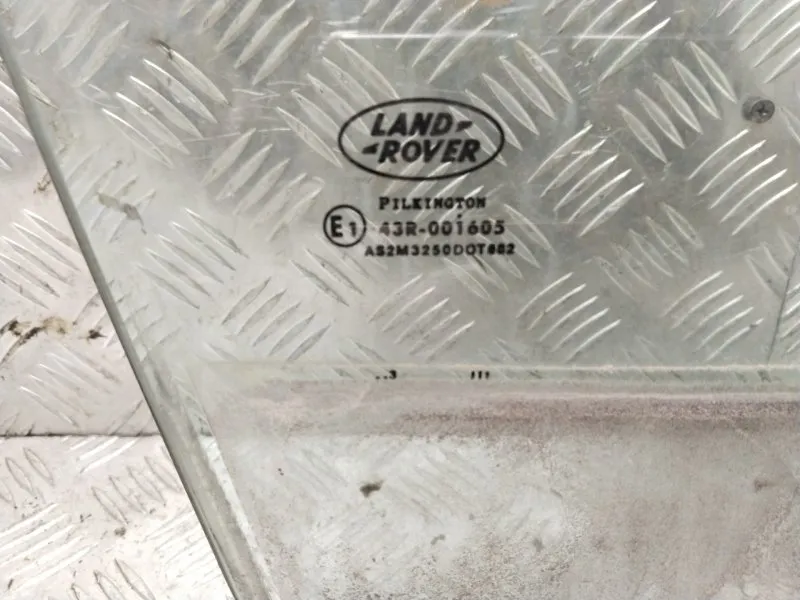 LAND-
-ROVER
PILKINGTON
E1 43R-001605
AS2M3250DOT682